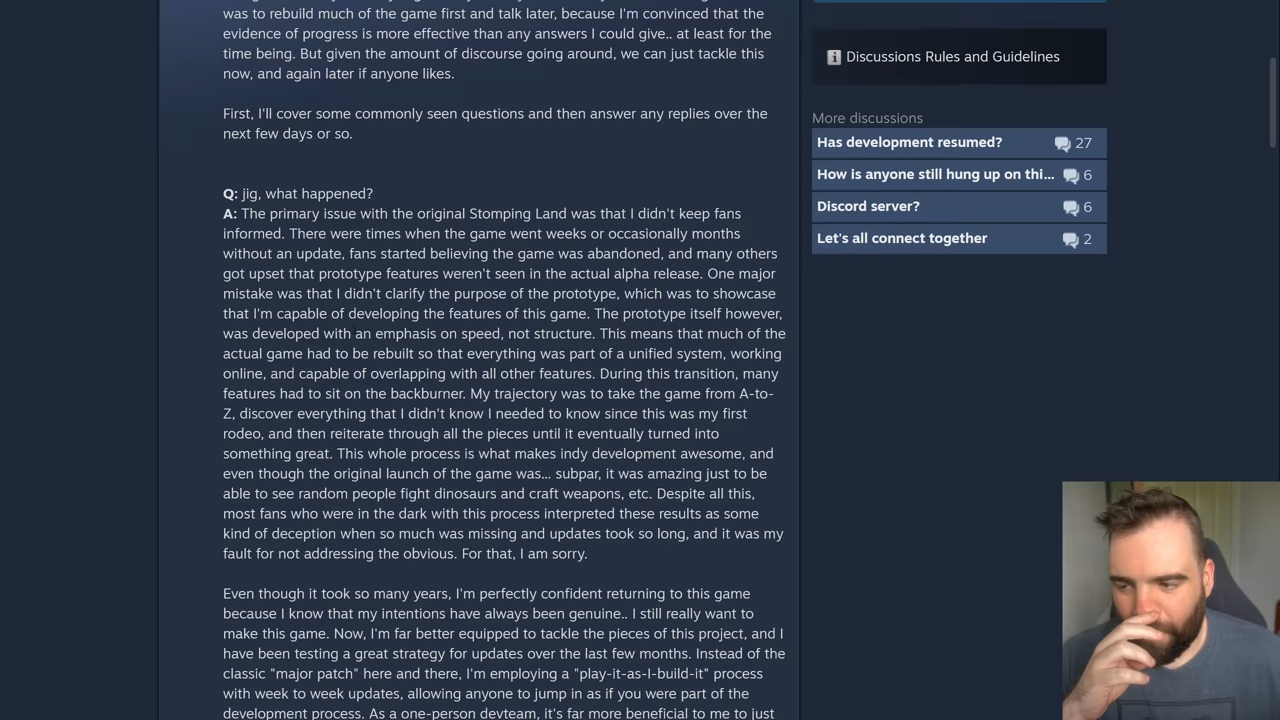 was to rebuild much of the game first and talk later, because I'm convinced that the
evidence of progress is more effective than any answers I could give.. at least for the
time being. But given the amount of discourse going around, we can just tackle this
now, and again later if anyone likes.
First, I'll cover some commonly seen questions and then answer any replies over the
next few days or so.
Q: jig, what happened?
A: The primary issue with the original Stomping Land was that I didn't keep fans
informed. There were times when the game went weeks or occasionally months
without an update, fans started believing the game was abandoned, and many others
got upset that prototype features weren't seen in the actual alpha release. One major
mistake was that I didn't clarify the purpose of the prototype, which was to showcase
that I'm capable of developing the features of this game. The prototype itself however,
was developed with an emphasis on speed, not structure. This means that much of the
actual game had to be rebuilt so that everything was part of a unified system, working
online, and capable of overlapping with all other features. During this transition, many
features had to sit on the backburner. My trajectory was to take the game from A-to-
Z, discover everything that I didn't know I needed to know since this was my first
rodeo, and then reiterate through all the pieces until it eventually turned into
something great. This whole process is what makes indy development awesome, and
even though the original launch of the game was... subpar, it was amazing just to be
able to see random people fight dinosaurs and craft weapons, etc. Despite all this,
most fans who were in the dark with this process interpreted these results as some
kind of deception when so much was missing and updates took so long, and it was my
fault for not addressing the obvious. For that, I am sorry.
Even though it took so many years, I'm perfectly confident returning to this game
because I know that my intentions have always been genuine.. I still really want to
make this game. Now, I'm far better equipped to tackle the pieces of this project, and I
have been testing a great strategy for updates over the last few months. Instead of the
classic "major patch" here and there, I'm employing a "play-it-as-I-build-it" process
with week to week updates, allowing anyone to jump in as if you were part of the
development process. As a one-person devteam, it's far more beneficial to me to just
Discussions Rules and Guidelines
More discussions
Has development resumed? 27
How is anyone still hung up on thi... 6
Discord server? 6
Let's all connect together 2